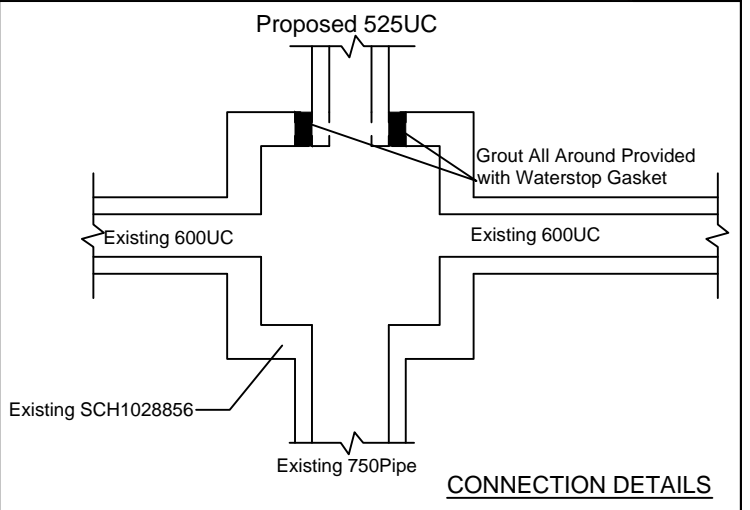 Proposed 525UC
Grout All Around Provided
with Waterstop Gasket
Existing 600UC
Existing 600UC
Existing SCH1028856
Existing 750Pipe
CONNECTION DETAILS